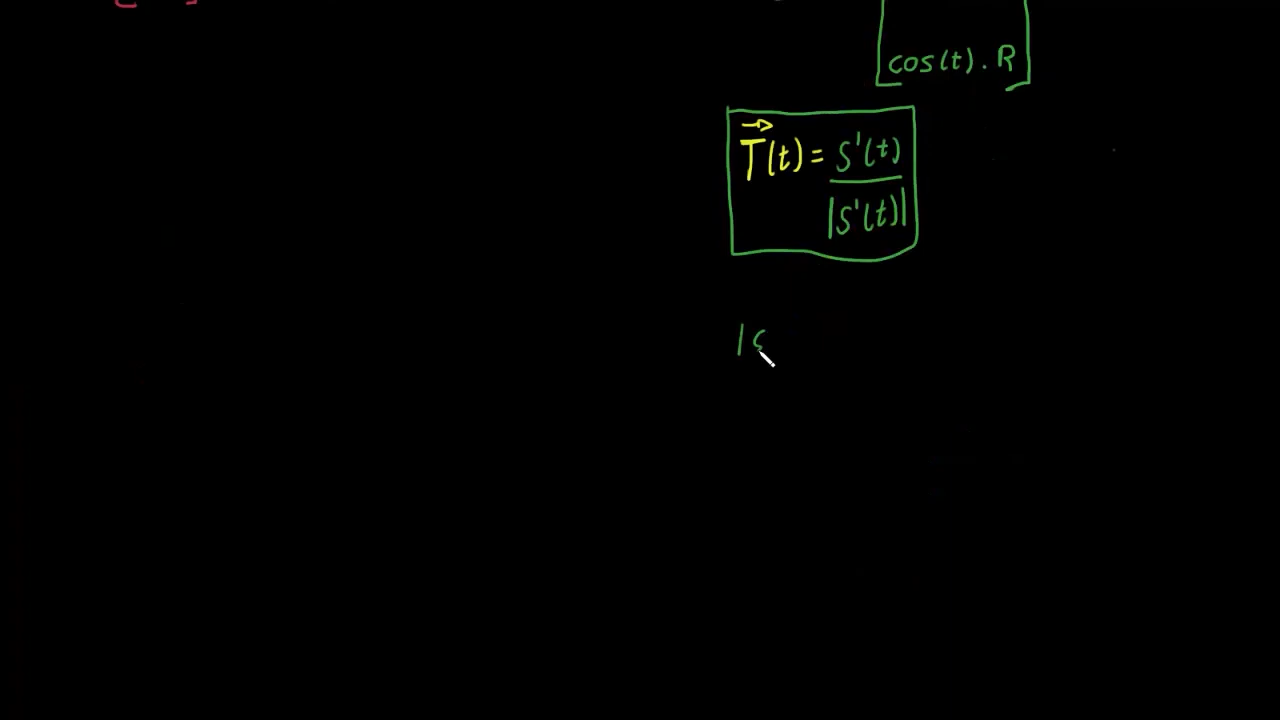 cos(t) . R
T(t) = S'(t)
|S'(t)|
|S